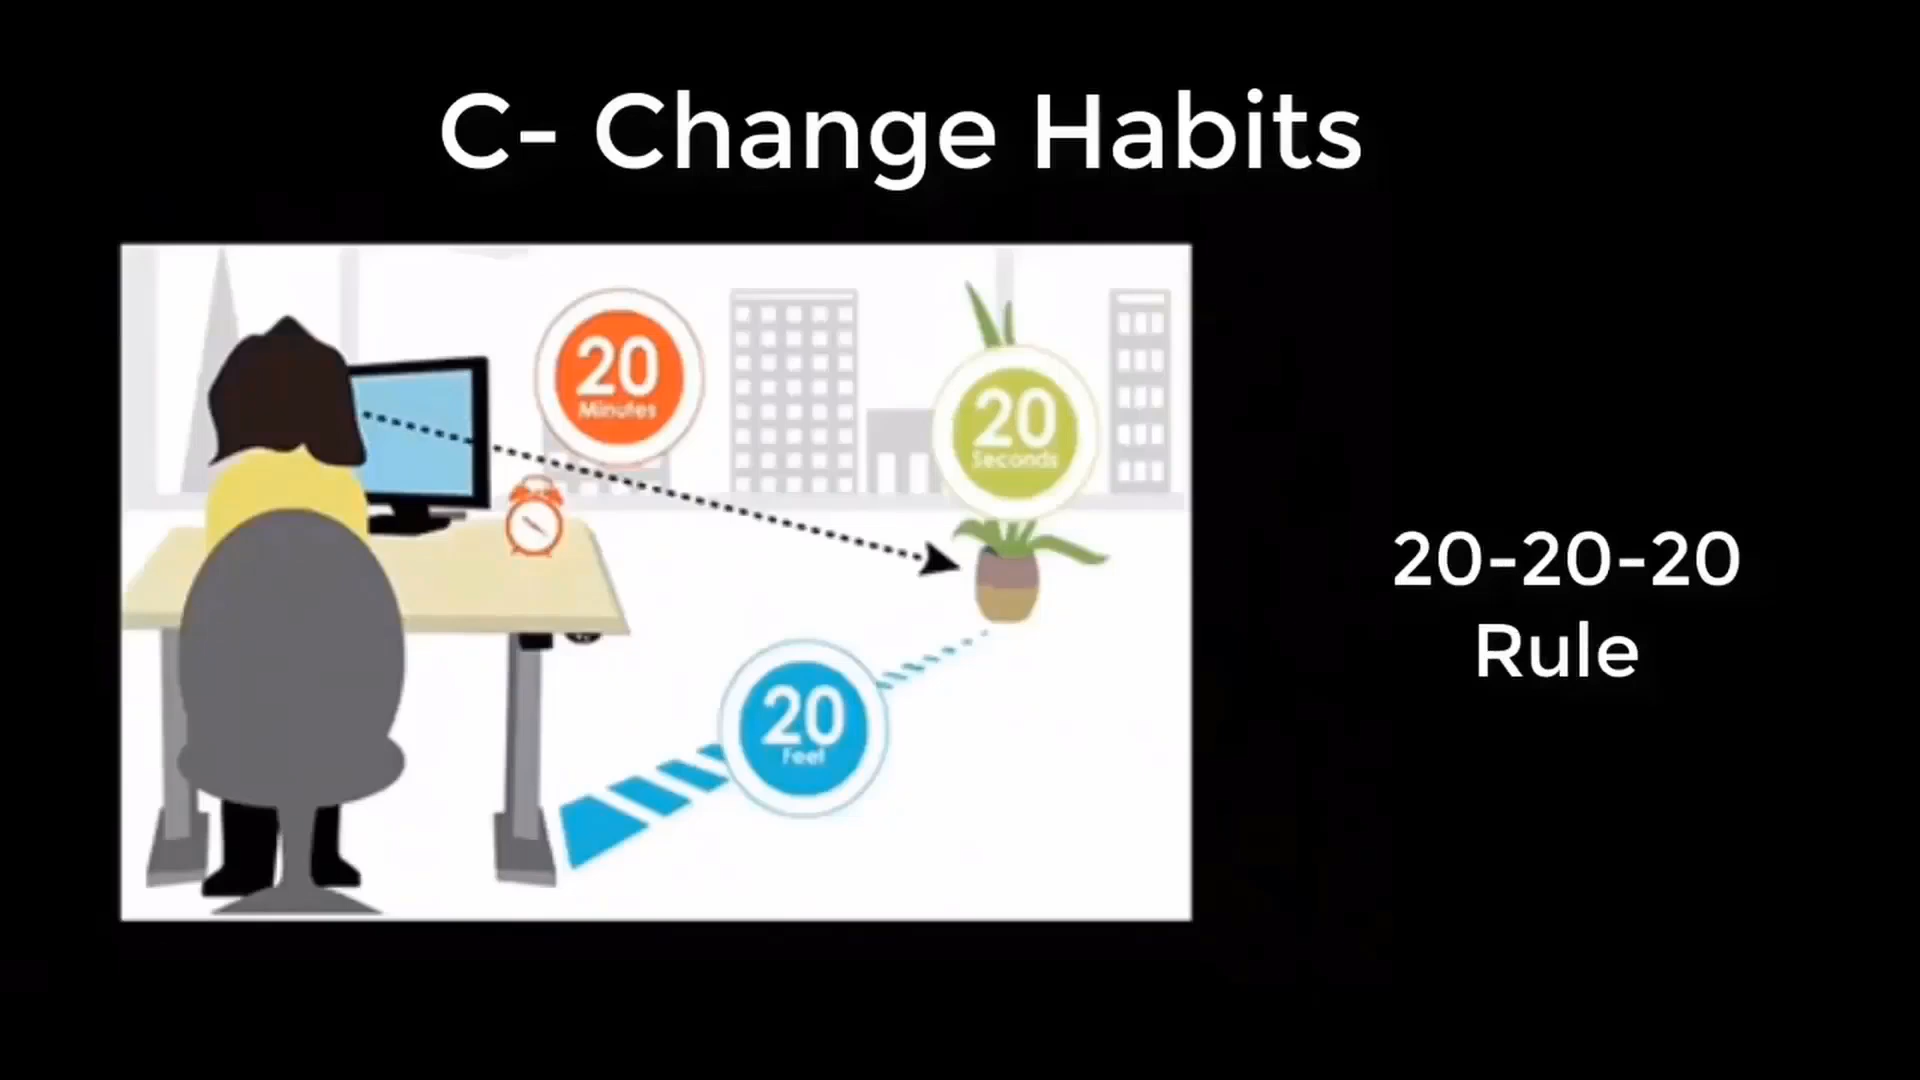 C- Change Habits
20
Minutes
20
Seconds
20
Feet
20-20-20
Rule